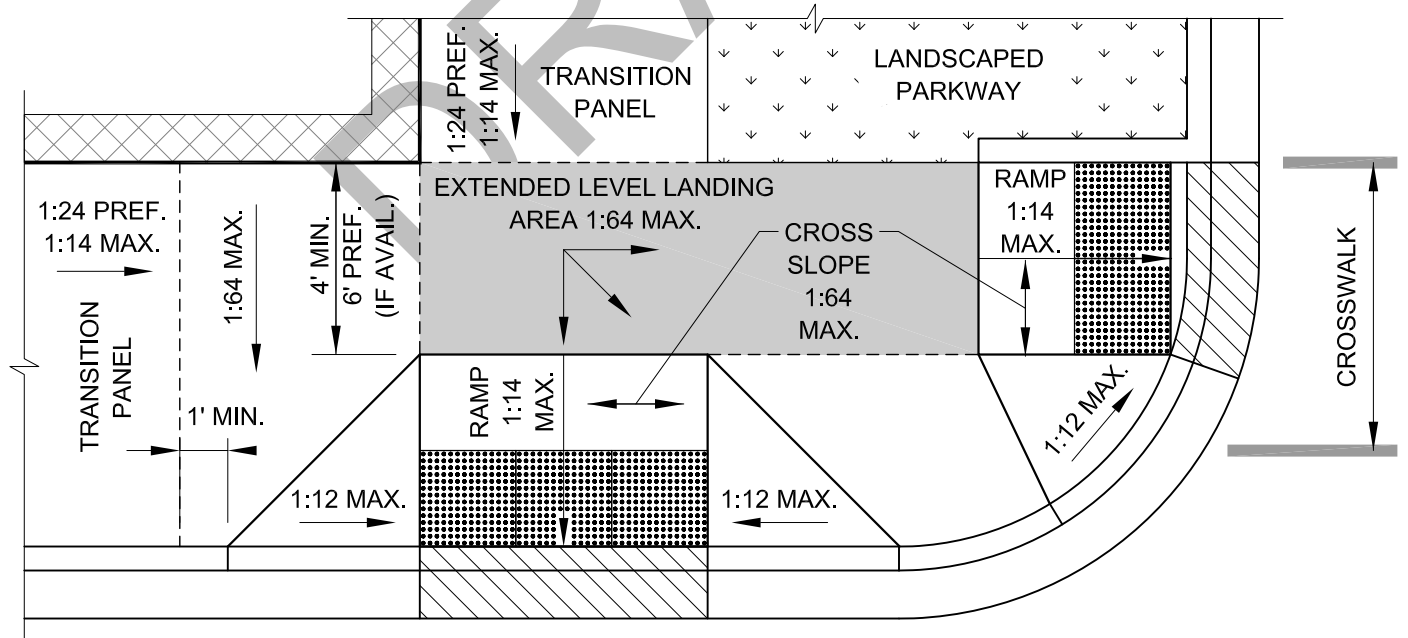 DRA
1:24 PREF.
1:14 MAX.
TRANSITION
PANEL
LANDSCAPED
PARKWAY
1:24 PREF.
1:14 MAX.
1:64 MAX.
4' MIN.
6' PREF.
(IF AVAIL.)
EXTENDED LEVEL LANDING
AREA 1:64 MAX.
CROSS
SLOPE
1:64
MAX.
RAMP
1:14
MAX.
CROSSWALK
TRANSITION
PANEL
1' MIN.
RAMP
1:14
MAX.
1:12 MAX.
1:12 MAX.
1:12 MAX.